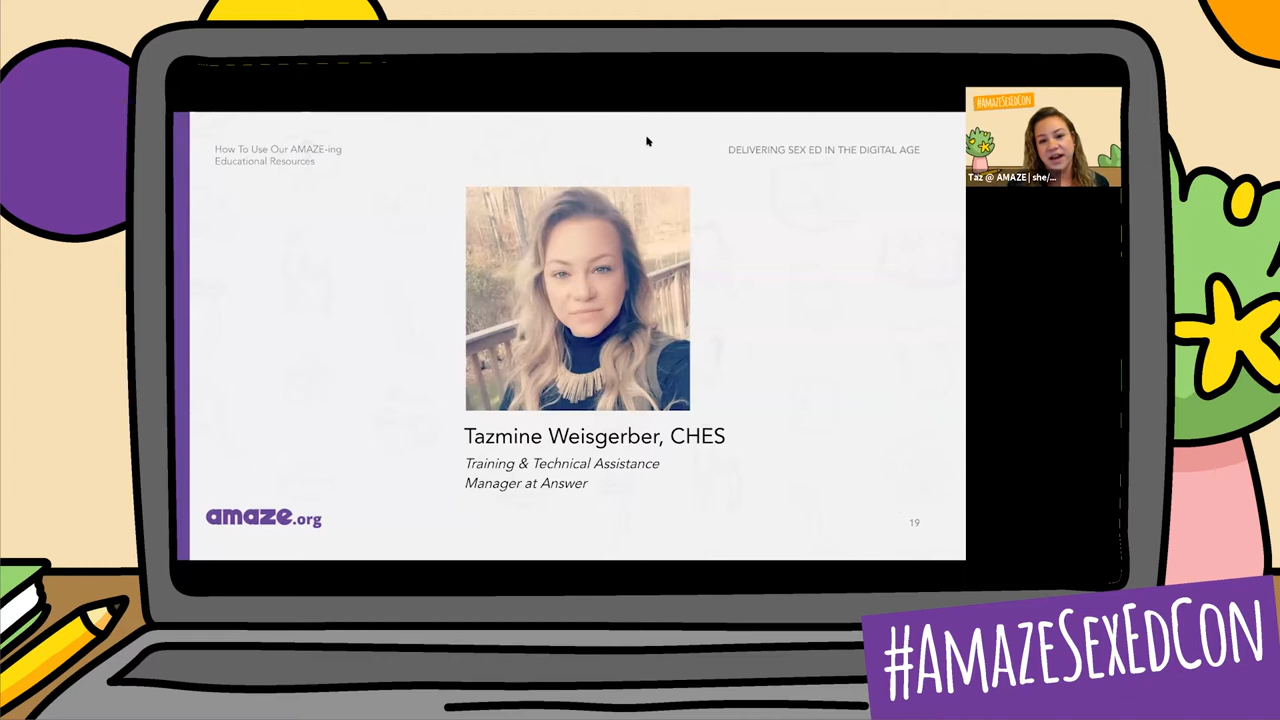 How To Use Our AMAZE-ing
Educational Resources
DELIVERING SEX ED IN THE DIGITAL AGE
#AMAZESEXEDCON
Taz @ AMAZE | she/...
Tazmine Weisgerber, CHES
Training & Technical Assistance
Manager at Answer
amaze.org
19
#AMAZESEXEDCON